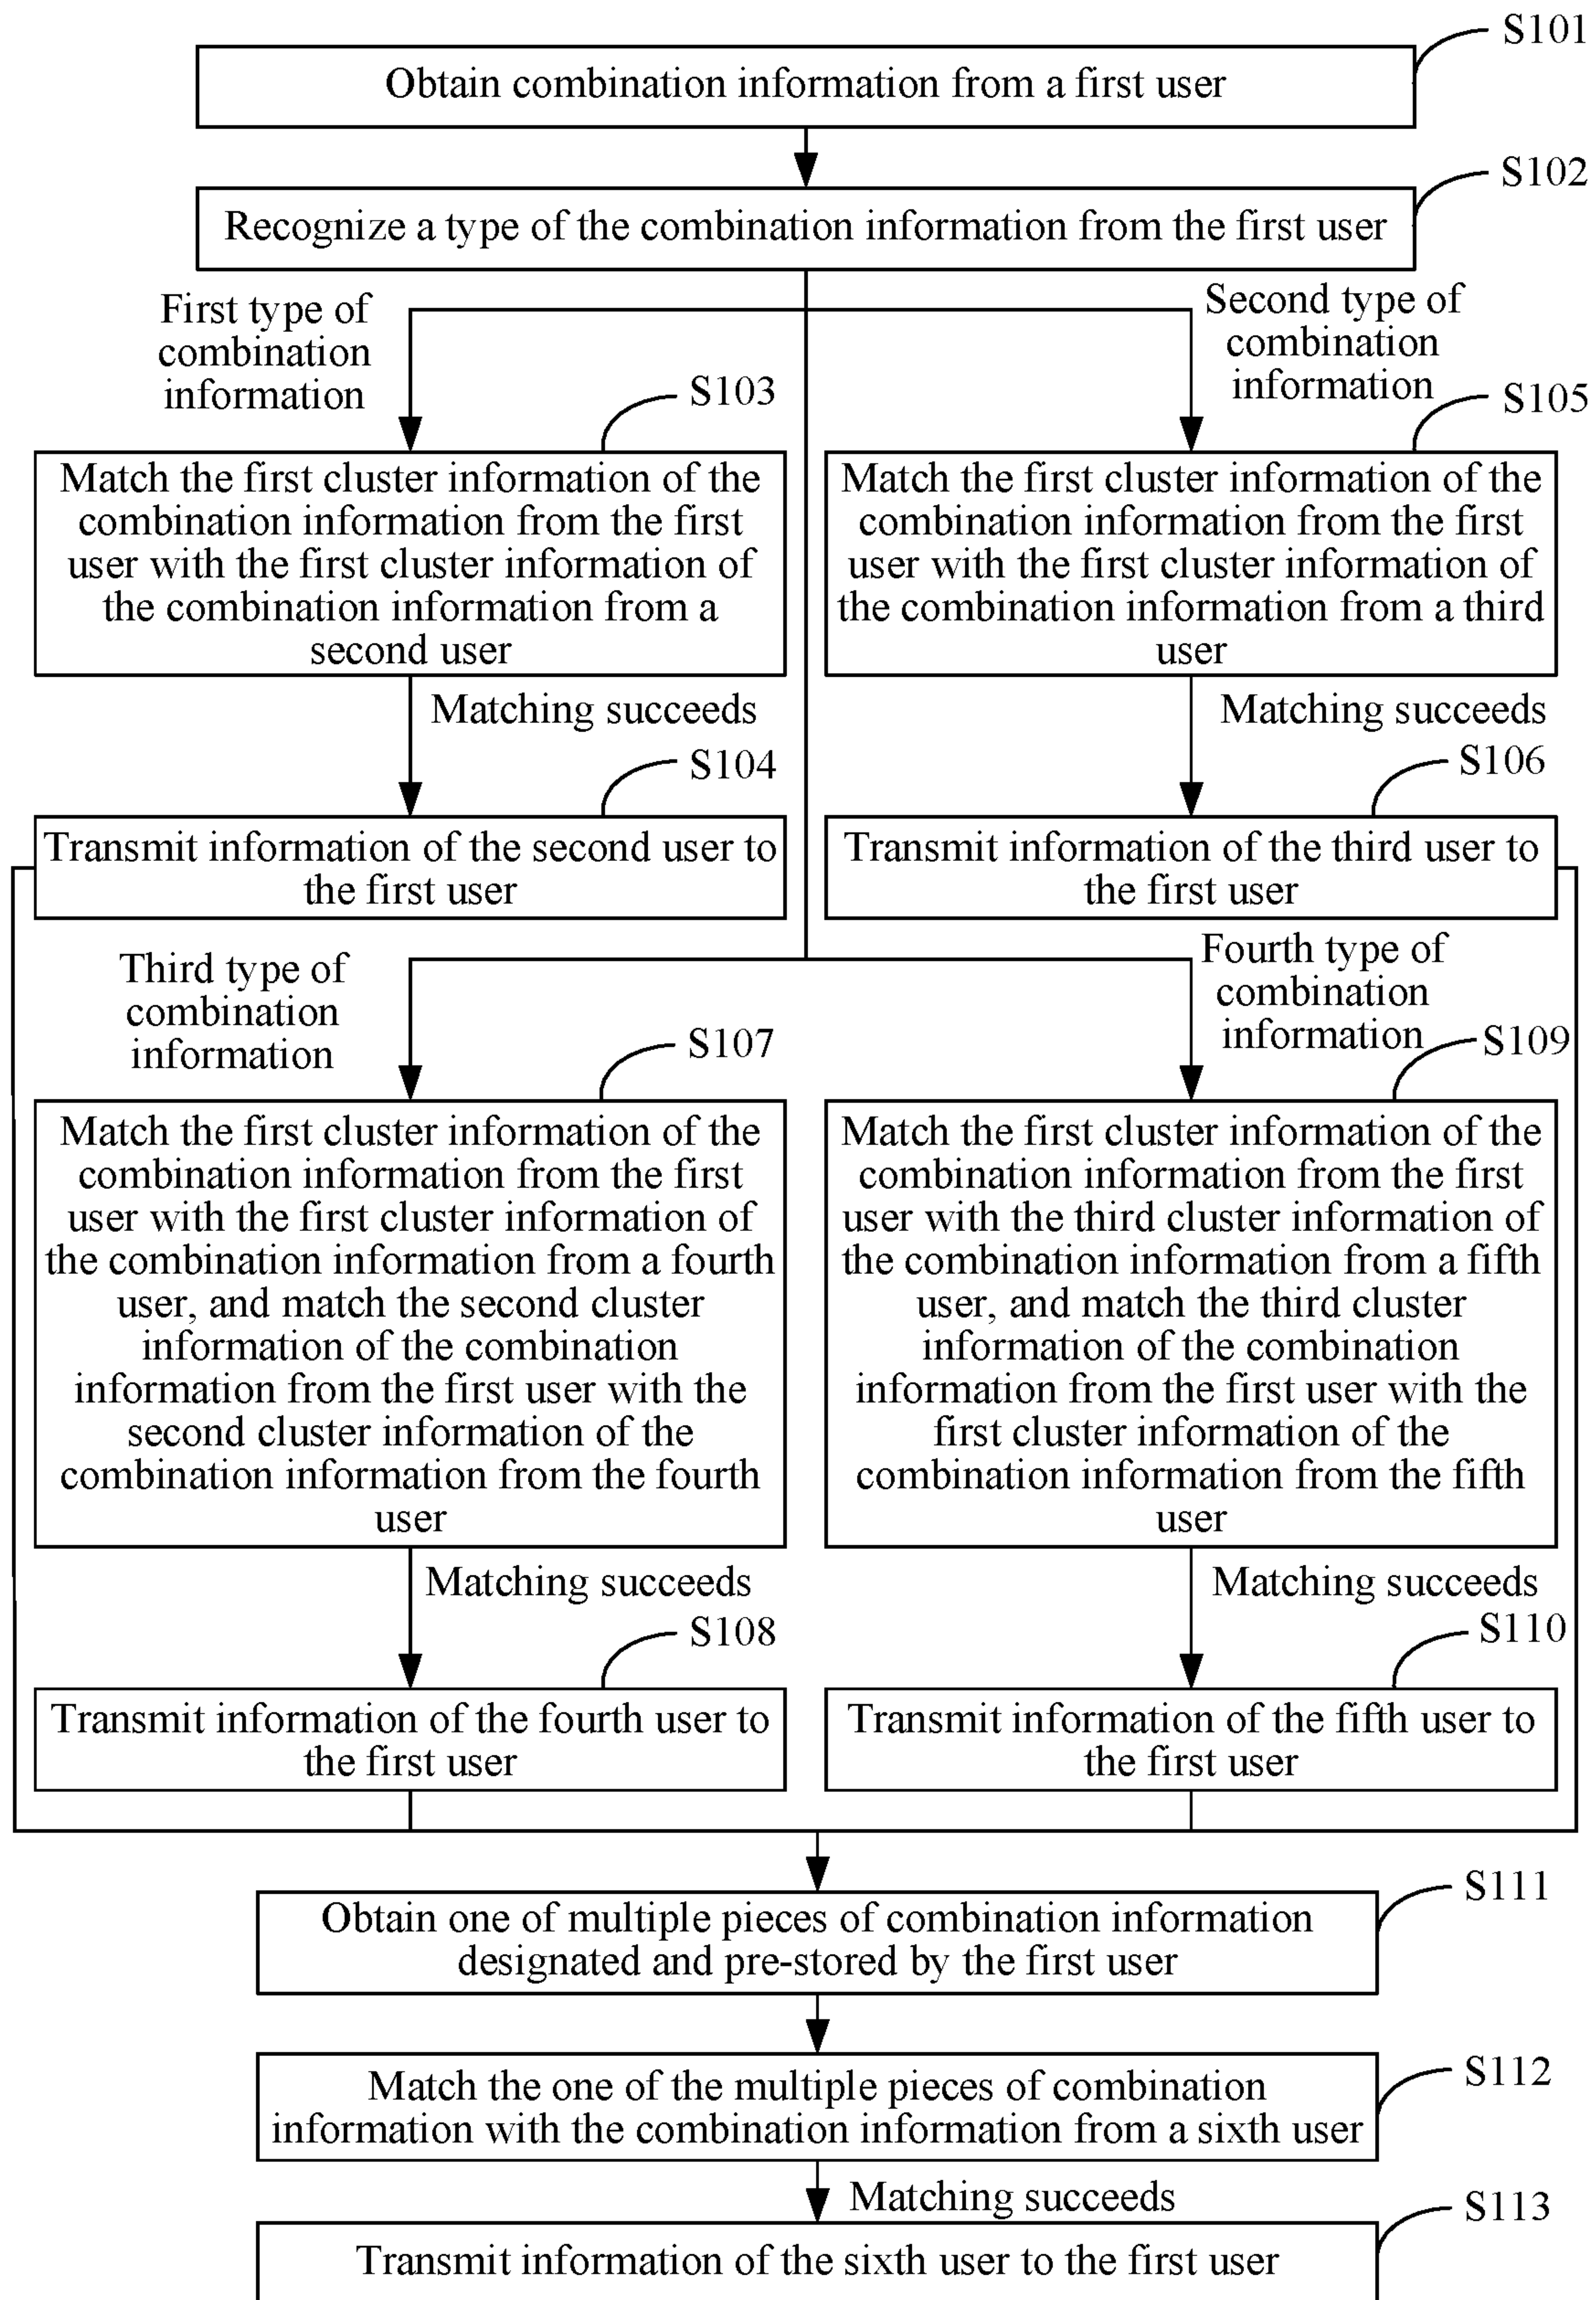 S101
Obtain combination information from a first user
S102
Recognize a type of the combination information from the first user
First type of
combination
information
Second type of
combination
information
S103
S105
Match the first cluster information of the
combination information from the first
user with the first cluster information of
the combination information from a
second user
Match the first cluster information of the
combination information from the first
user with the first cluster information of
the combination information from a third
user
Matching succeeds
Matching succeeds
S104
S106
Transmit information of the second user to
the first user
Transmit information of the third user to
the first user
Third type of
combination
information
Fourth type of
combination
information
S107
S109
Match the first cluster information of the
combination information from the first
user with the first cluster information of
the combination information from a fourth
user, and match the second cluster
information of the combination
information from the first user with the
second cluster information of the
combination information from the fourth
user
Match the first cluster information of the
combination information from the first
user with the third cluster information of
the combination information from a fifth
user, and match the third cluster
information of the combination
information from the first user with the
first cluster information of the
combination information from the fifth
user
Matching succeeds
Matching succeeds
S108
S110
Transmit information of the fourth user to
the first user
Transmit information of the fifth user to
the first user
S111
Obtain one of multiple pieces of combination information
designated and pre-stored by the first user
S112
Match the one of the multiple pieces of combination
information with the combination information from a sixth user
Matching succeeds
S113
Transmit information of the sixth user to the first user